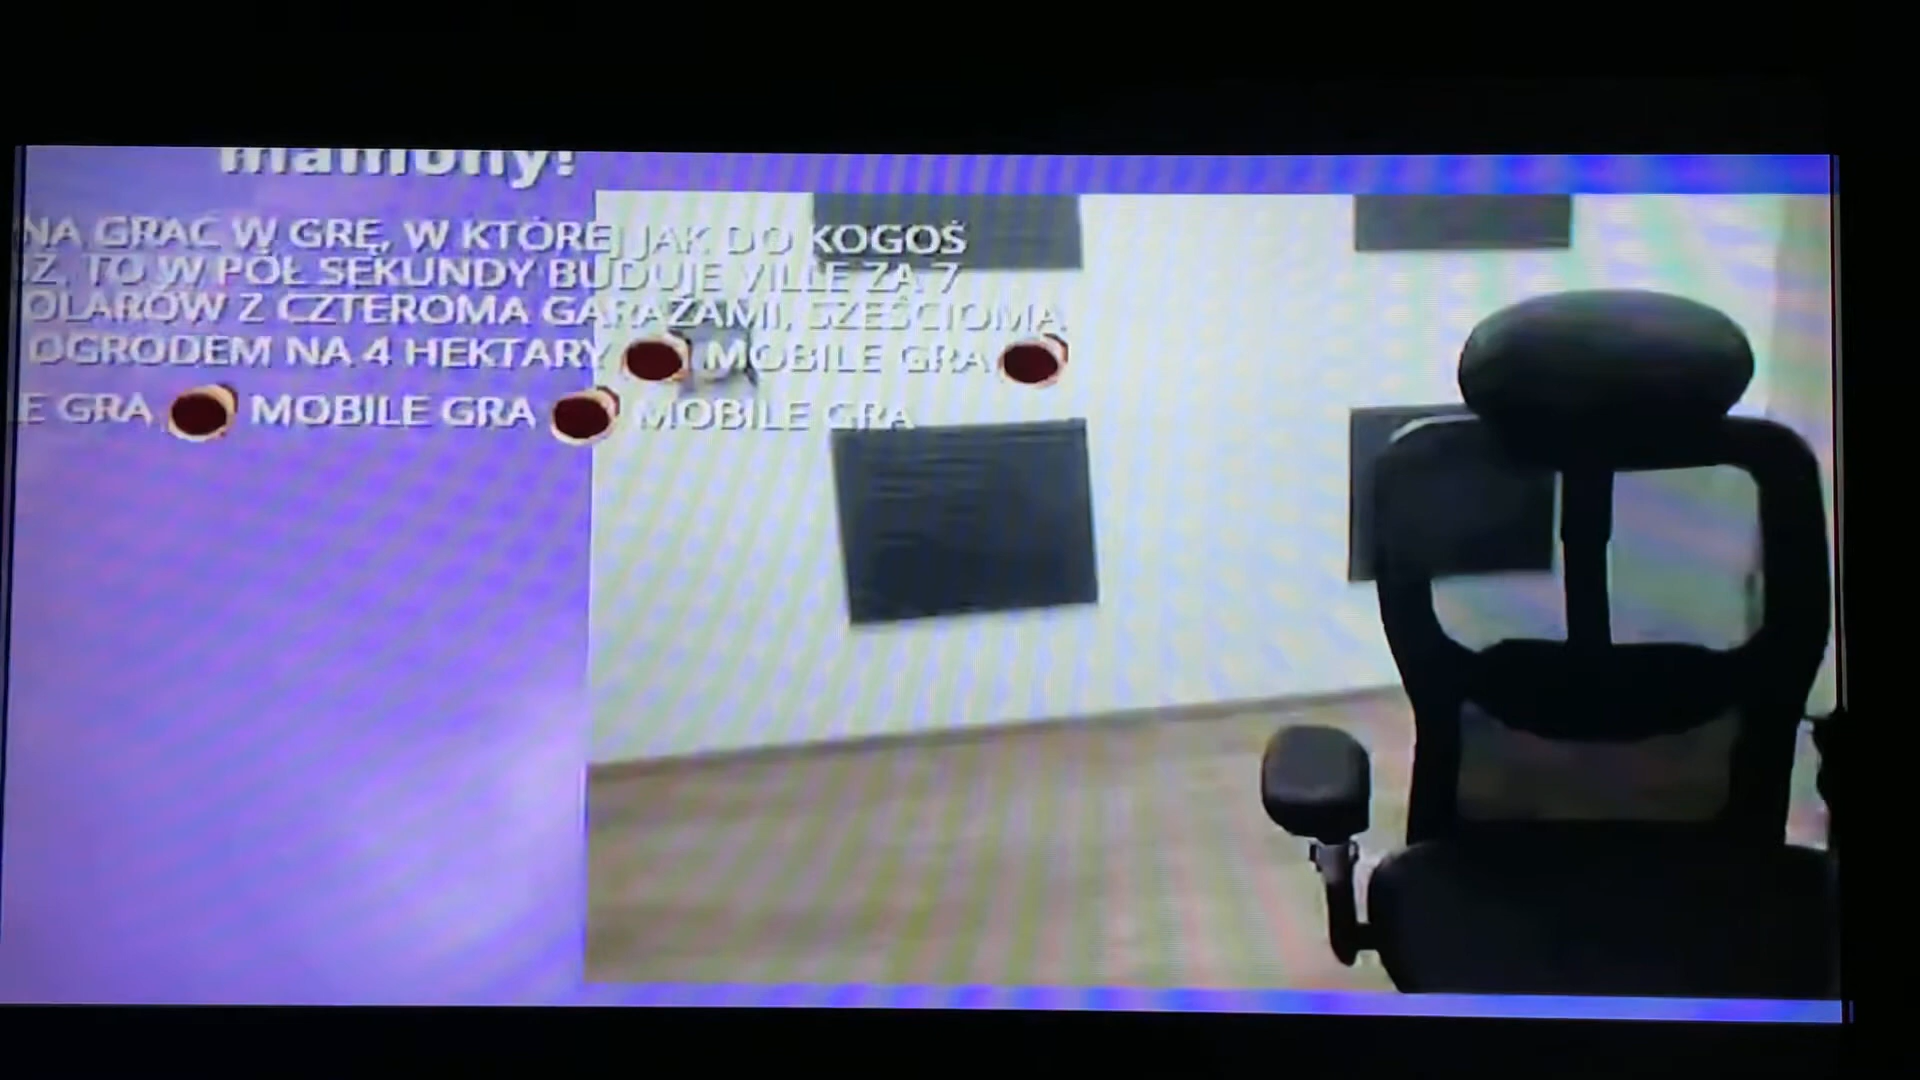 mamony!
NA GRAĆ W GRĘ, W KTÓREJ JAK DO KOGOŚ
TO W PÓŁ SEKUNDY BUDUJE VILLE ZA 7
OLARÓW Z CZTEROMA GARAŻAMI, SZEŚCIOMA
OGRODEM NA 4 HEKTARY MOBILE GRA
E GRA MOBILE GRA MOBILE GRA